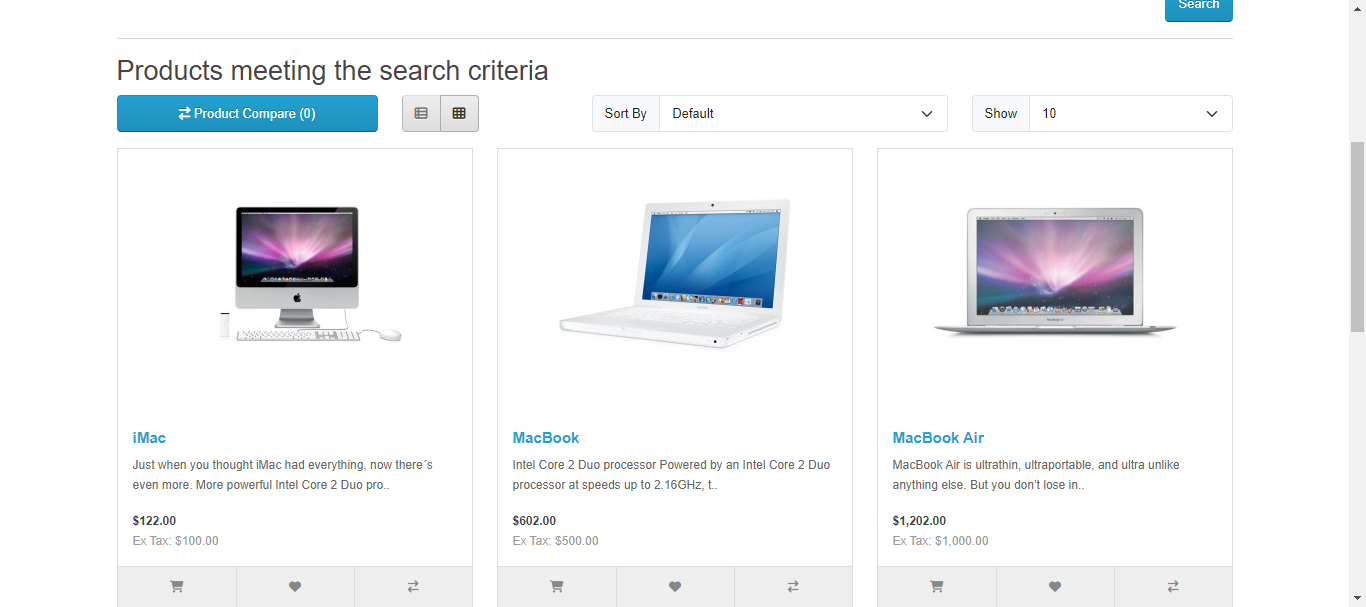 Search
Products meeting the search criteria
Product Compare (0)
Sort By Default
Show 10
iMac
Just when you thought iMac had everything, now there´s
even more. More powerful Intel Core 2 Duo pro..
$122.00
Ex Tax: $100.00
MacBook
Intel Core 2 Duo processor Powered by an Intel Core 2 Duo
processor at speeds up to 2.16GHz, t..
$602.00
Ex Tax: $500.00
MacBook Air
MacBook Air is ultrathin, ultraportable, and ultra unlike
anything else. But you don’t lose in..
$1,202.00
Ex Tax: $1,000.00